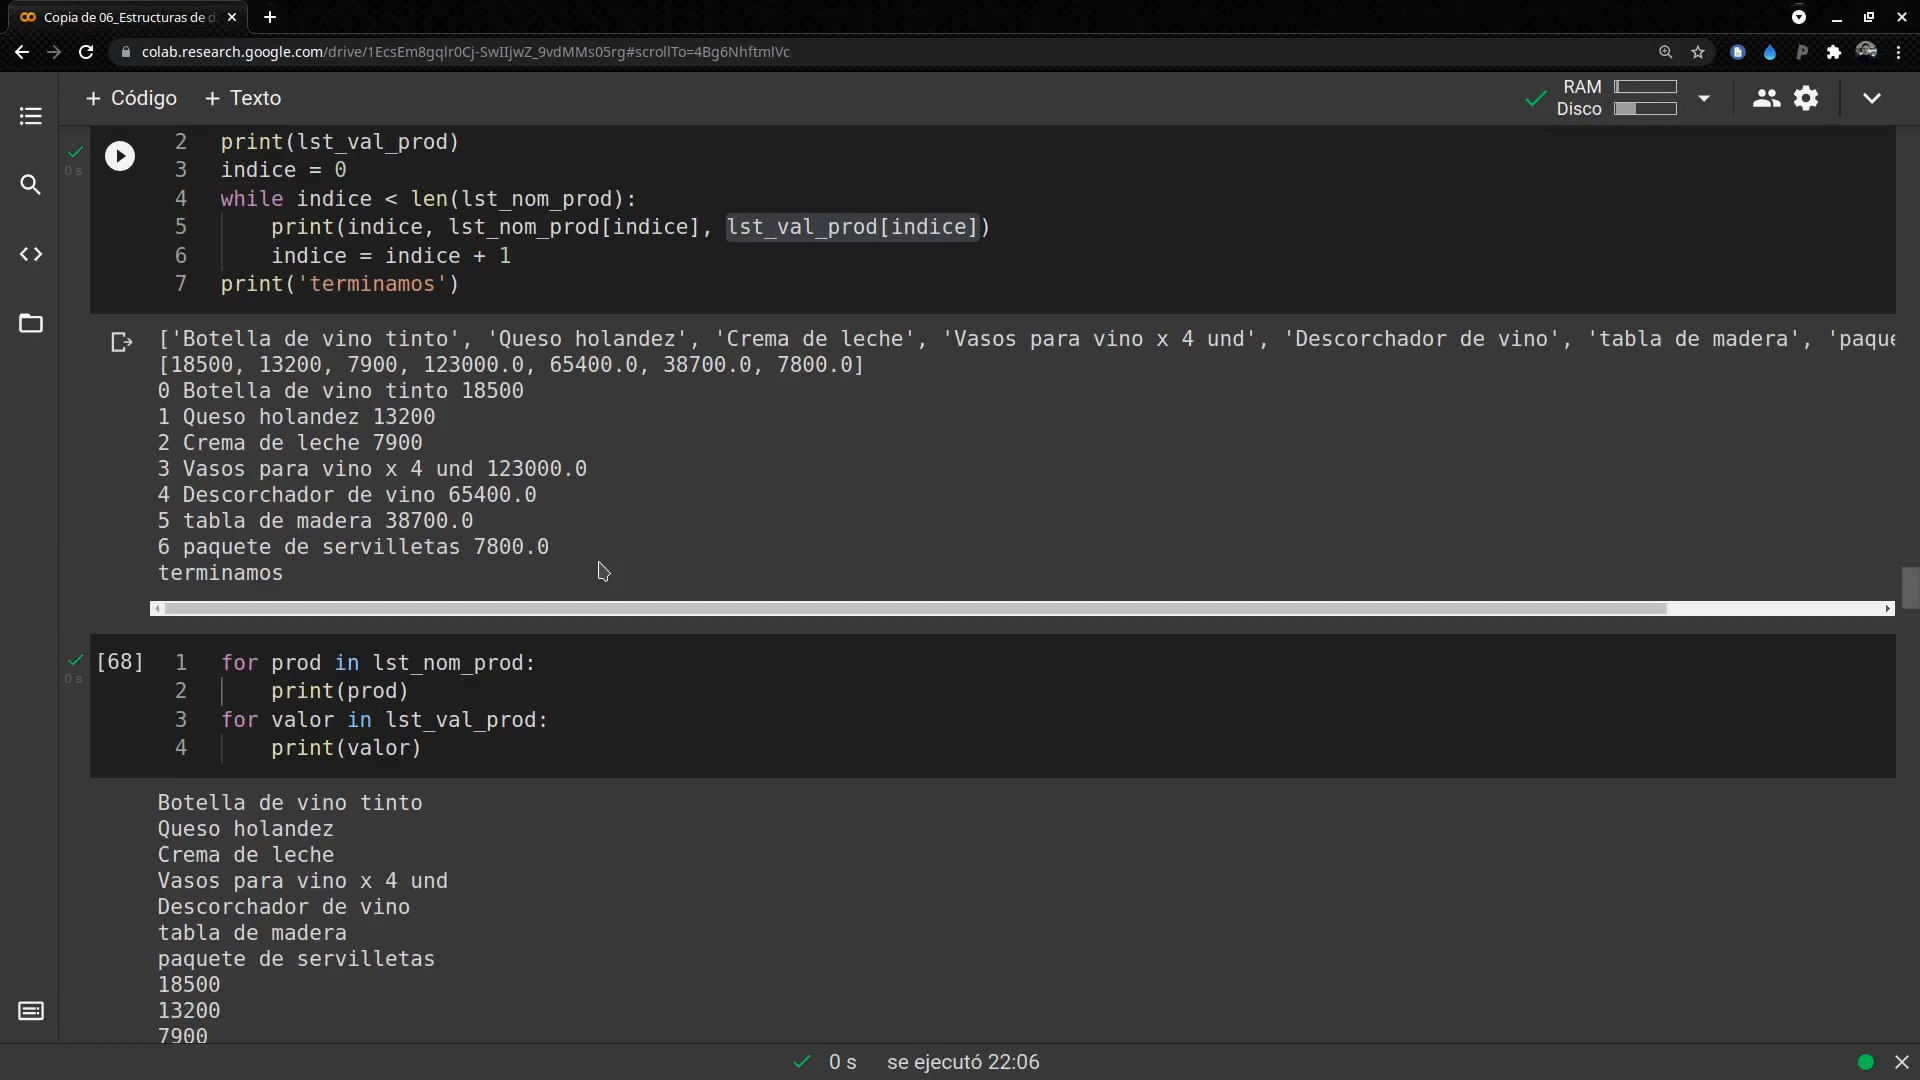 Copia de 06_Estructuras de d
colab.research.google.com/drive/1EcsEm8gqlr0Cj-SwIIjwZ_9vdMMs05rg#scrollTo=4Bg6NhftmlVc
+ Código + Texto
RAM
Disco
2 print(lst_val_prod)
0 s
3 indice = 0
4 while indice < len(lst_nom_prod):
5 print(indice, lst_nom_prod[indice], lst_val_prod[indice])
6 indice = indice + 1
7 print('terminamos')
['Botella de vino tinto', 'Queso holandez', 'Crema de leche', 'Vasos para vino x 4 und', 'Descorchador de vino', 'tabla de madera', 'paque
[18500, 13200, 7900, 123000.0, 65400.0, 38700.0, 7800.0]
0 Botella de vino tinto 18500
1 Queso holandez 13200
2 Crema de leche 7900
3 Vasos para vino x 4 und 123000.0
4 Descorchador de vino 65400.0
5 tabla de madera 38700.0
6 paquete de servilletas 7800.0
terminamos
[68] 1 for prod in lst_nom_prod:
0 s
2 print(prod)
3 for valor in lst_val_prod:
4 print(valor)
Botella de vino tinto
Queso holandez
Crema de leche
Vasos para vino x 4 und
Descorchador de vino
tabla de madera
paquete de servilletas
18500
13200
7900
0 s se ejecutó 22:06